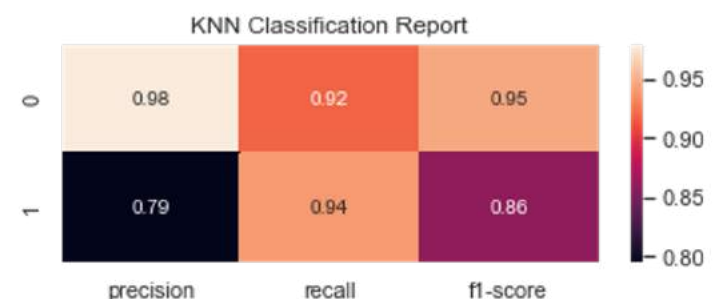 KNN Classification Report
0 0.98 0.92 0.95
1 0.79 0.94 0.86
precision recall f1-score
0.95
0.90
0.85
0.80